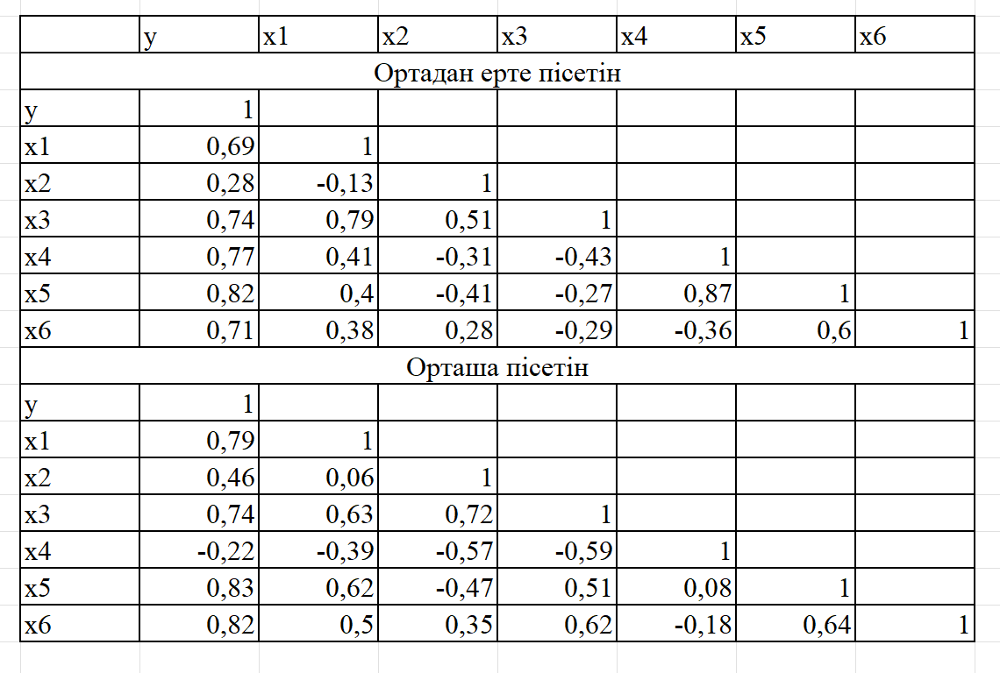 y x1 x2 x3 x4 x5 x6
Ортадан ерте пісетін
y 1
x1 0,69 1
x2 0,28 -0,13 1
x3 0,74 0,79 0,51 1
x4 0,77 0,41 -0,31 -0,43 1
x5 0,82 0,4 -0,41 -0,27 0,87 1
x6 0,71 0,38 0,28 -0,29 -0,36 0,6 1
Орташа пісетін
y 1
x1 0,79 1
x2 0,46 0,06 1
x3 0,74 0,63 0,72 1
x4 -0,22 -0,39 -0,57 -0,59 1
x5 0,83 0,62 -0,47 0,51 0,08 1
x6 0,82 0,5 0,35 0,62 -0,18 0,64 1